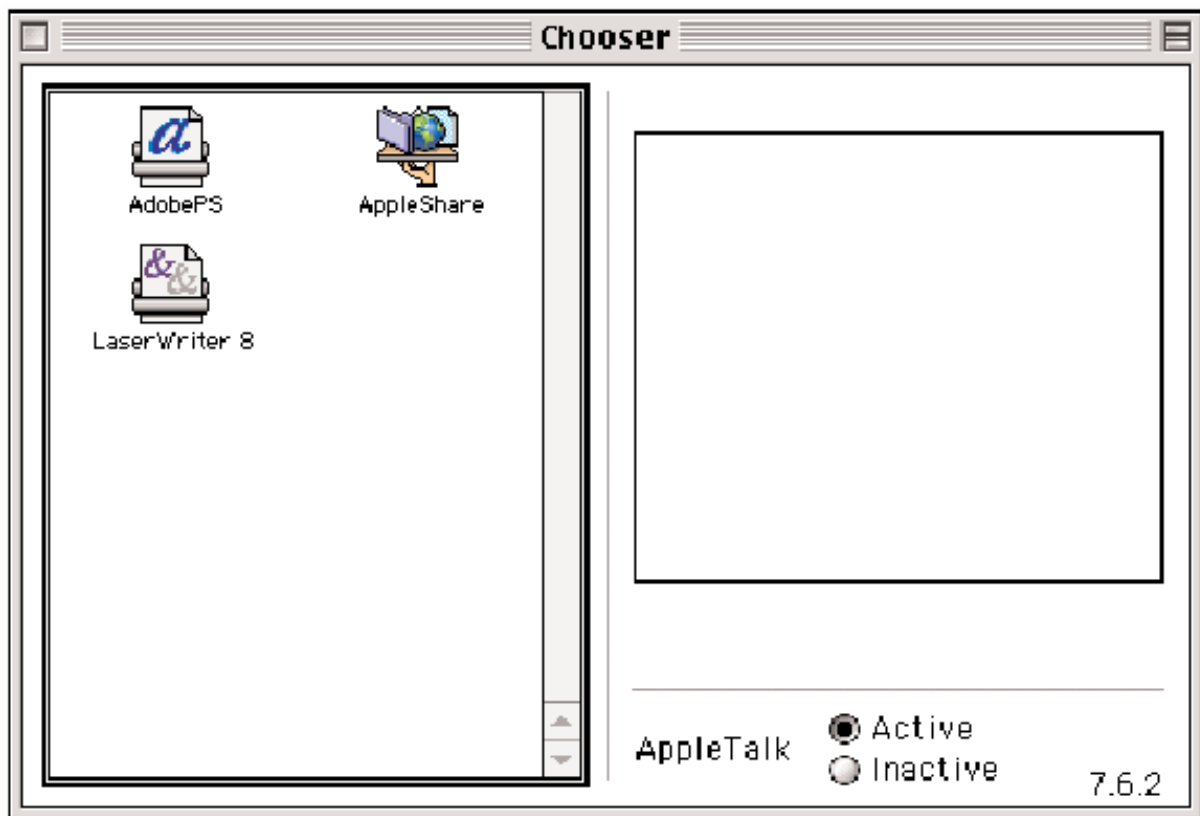 Chooser
AdobePS
AppleShare
LaserWriter 8
AppleTalk
Active
Inactive
7.6.2